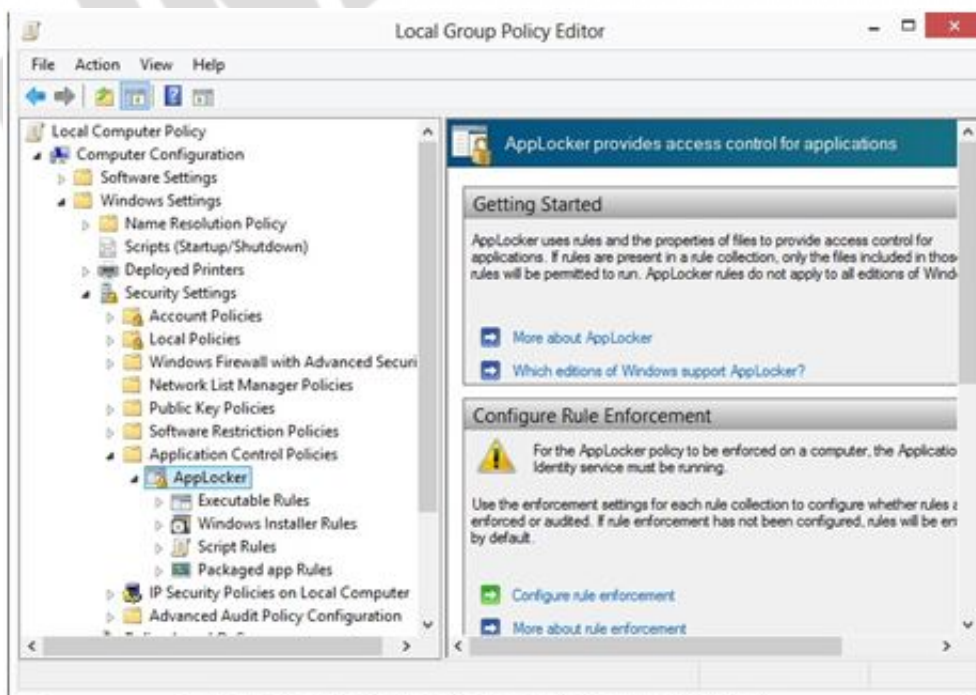 Local Group Policy Editor
File Action View Help
Local Computer Policy
Computer Configuration
Software Settings
Windows Settings
Name Resolution Policy
Scripts (Startup/Shutdown)
Deployed Printers
Security Settings
Account Policies
Local Policies
Windows Firewall with Advanced Securi
Network List Manager Policies
Public Key Policies
Software Restriction Policies
Application Control Policies
AppLocker
Executable Rules
Windows Installer Rules
Script Rules
Packaged app Rules
IP Security Policies on Local Computer
Advanced Audit Policy Configuration
AppLocker provides access control for applications
Getting Started
AppLocker uses rules and the properties of files to provide access control for
applications. If rules are present in a rule collection, only the files included in those
rules will be permitted to run. AppLocker rules do not apply to all editions of Wind
More about AppLocker
Which editions of Windows support AppLocker?
Configure Rule Enforcement
For the AppLocker policy to be enforced on a computer, the Applicatio
Identity service must be running.
Use the enforcement settings for each rule collection to configure whether rules a
enforced or audited. If rule enforcement has not been configured, rules will be en
by default.
Configure rule enforcement
More about rule enforcement